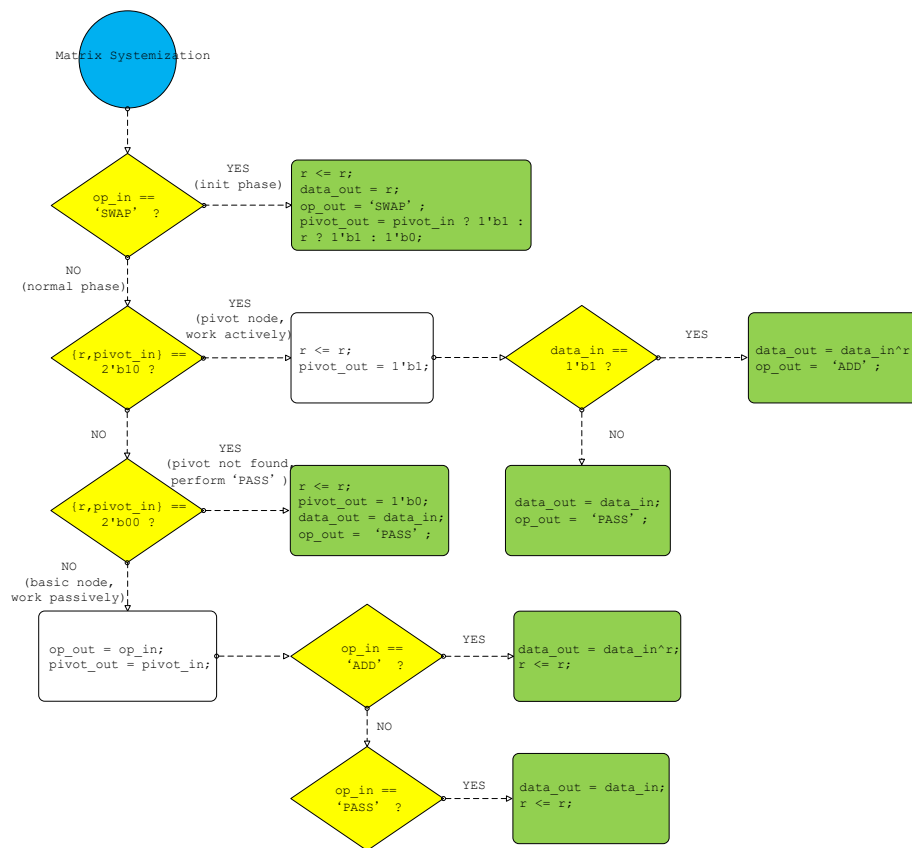 Matrix Systemization
op_in ==
‘SWAP’ ?
YES
(init phase)
r <= r;
data_out = r;
op_out = ‘SWAP’;
pivot_out = pivot_in ? 1'b1 :
r ? 1'b1 : 1'b0;
NO
(normal phase)
{r,pivot_in} ==
2'b10 ?
YES
(pivot node,
work actively)
r <= r;
pivot_out = 1'b1;
data_in ==
1'b1 ?
YES
data_out = data_in^r
op_out = ‘ADD’;
NO
data_out = data_in;
op_out = ‘PASS’;
NO
{r,pivot_in} ==
2'b00 ?
YES
(pivot not found,
perform ‘PASS’)
r <= r;
pivot_out = 1'b0;
data_out = data_in;
op_out = ‘PASS’;
NO
(basic node,
work passively)
op_out = op_in;
pivot_out = pivot_in;
op_in ==
‘ADD’ ?
YES
data_out = data_in^r;
r <= r;
NO
op_in ==
‘PASS’ ?
YES
data_out = data_in;
r <= r;